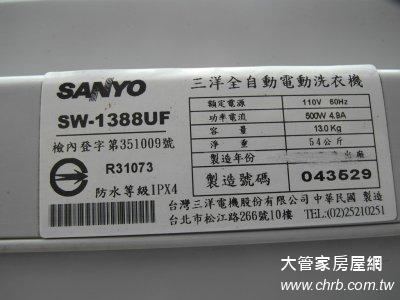 SANYO
SW-1388UF
檢內登字第351009號
R31073
防水等級IPX4
三洋全自動電動洗衣機
額定電源 110V 60Hz
功率電流 500W 4.9A
容量 13.0Kg
淨重 54公斤
製造年份 出廠
製造號碼 043529
台灣三洋電機股份有限公司 中華民國 製造
台北市松江路266號10樓 TEL:(02)25210251
大管家房屋網
www.chrb.com.tw